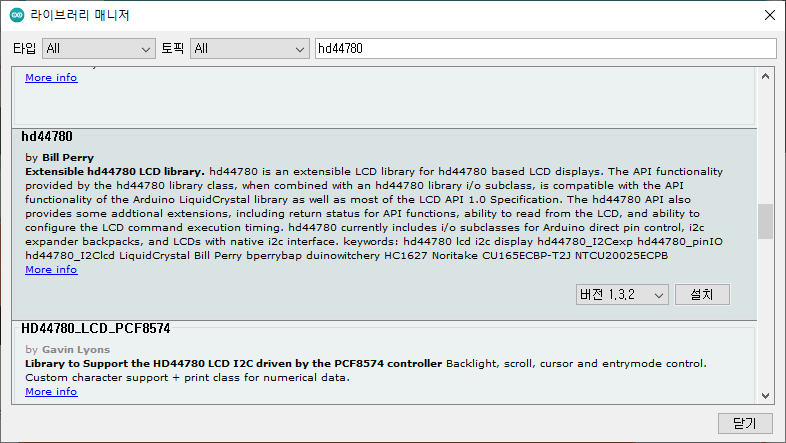 라이브러리 매니저
타입 All 토픽 All hd44780
More info
hd44780
by Bill Perry
Extensible hd44780 LCD library. hd44780 is an extensible LCD library for hd44780 based LCD displays. The API functionality
provided by the hd44780 library class, when combined with an hd44780 library i/o subclass, is compatible with the API
functionality of the Arduino LiquidCrystal library as well as most of the LCD API 1.0 Specification. The hd44780 API also
provides some addtional extensions, including return status for API functions, ability to read from the LCD, and ability to
configure the LCD command execution timing. hd44780 currently includes i/o subclasses for Arduino direct pin control, i2c
expander backpacks, and LCDs with native i2c interface. keywords: hd44780 lcd i2c display hd44780_I2Cexp hd44780_pinIO
hd44780_I2Clcd LiquidCrystal Bill Perry bperrybap duinowitchery HC1627 Noritake CU165ECBP-T2J NTCU20025ECPB
More info
버전 1.3.2 설치
HD44780_LCD_PCF8574
by Gavin Lyons
Library to Support the HD44780 LCD I2C driven by the PCF8574 controller Backlight, scroll, cursor and entrymode control.
Custom character support + print class for numerical data.
More info
닫기